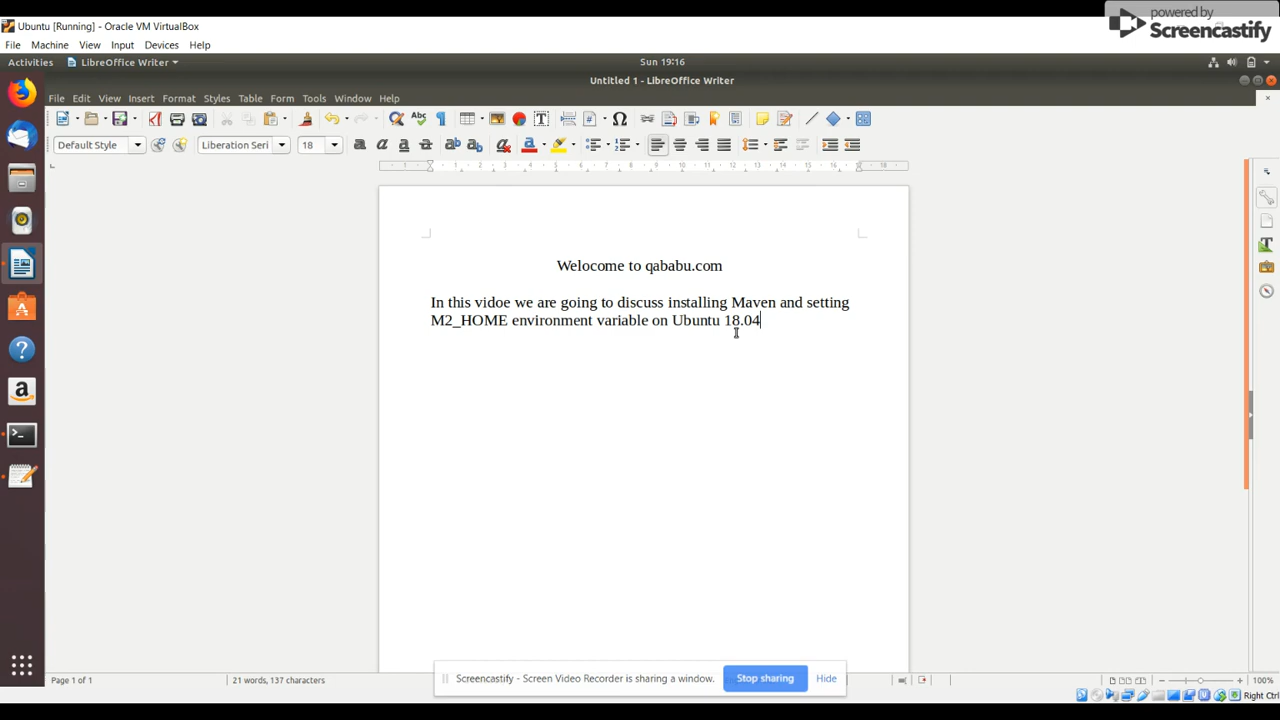 powered by
Screencastify
Ubuntu [Running] - Oracle VM VirtualBox
File Machine View Input Devices Help
Activities LibreOffice Writer Sun 19:16
Untitled 1 - LibreOffice Writer
File Edit View Insert Format Styles Table Form Tools Window Help
Default Style Liberation Seri 18
Welocome to qababu.com
In this vidoe we are going to discuss installing Maven and setting
M2_HOME environment variable on Ubuntu 18.04
Screencastify - Screen Video Recorder is sharing a window. Stop sharing Hide
Page 1 of 1 21 words, 137 characters 100%
Right Ctrl